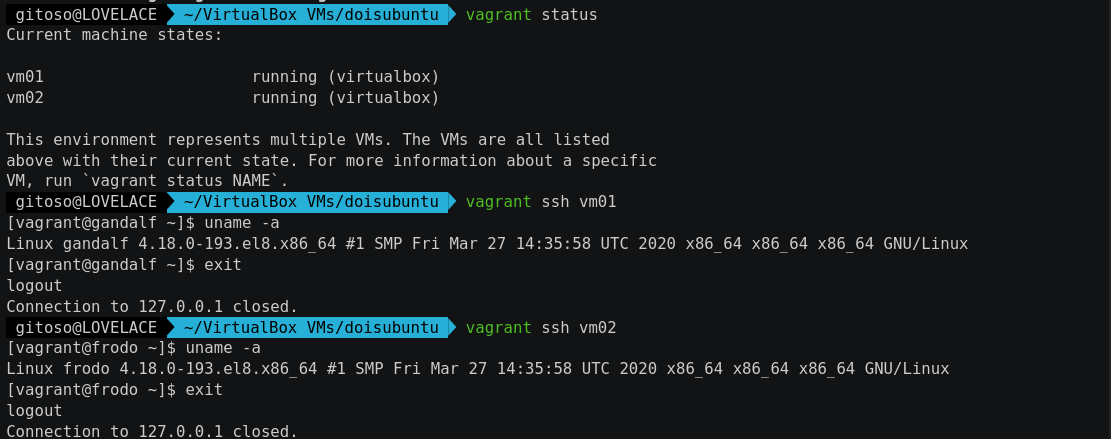 gitoso@LOVELACE ~/VirtualBox VMs/doisubuntu vagrant status
Current machine states:
vm01 running (virtualbox)
vm02 running (virtualbox)
This environment represents multiple VMs. The VMs are all listed
above with their current state. For more information about a specific
VM, run `vagrant status NAME`.
gitoso@LOVELACE ~/VirtualBox VMs/doisubuntu vagrant ssh vm01
[vagrant@gandalf ~]$ uname -a
Linux gandalf 4.18.0-193.el8.x86_64 #1 SMP Fri Mar 27 14:35:58 UTC 2020 x86_64 x86_64 x86_64 GNU/Linux
[vagrant@gandalf ~]$ exit
logout
Connection to 127.0.0.1 closed.
gitoso@LOVELACE ~/VirtualBox VMs/doisubuntu vagrant ssh vm02
[vagrant@frodo ~]$ uname -a
Linux frodo 4.18.0-193.el8.x86_64 #1 SMP Fri Mar 27 14:35:58 UTC 2020 x86_64 x86_64 x86_64 GNU/Linux
[vagrant@frodo ~]$ exit
logout
Connection to 127.0.0.1 closed.